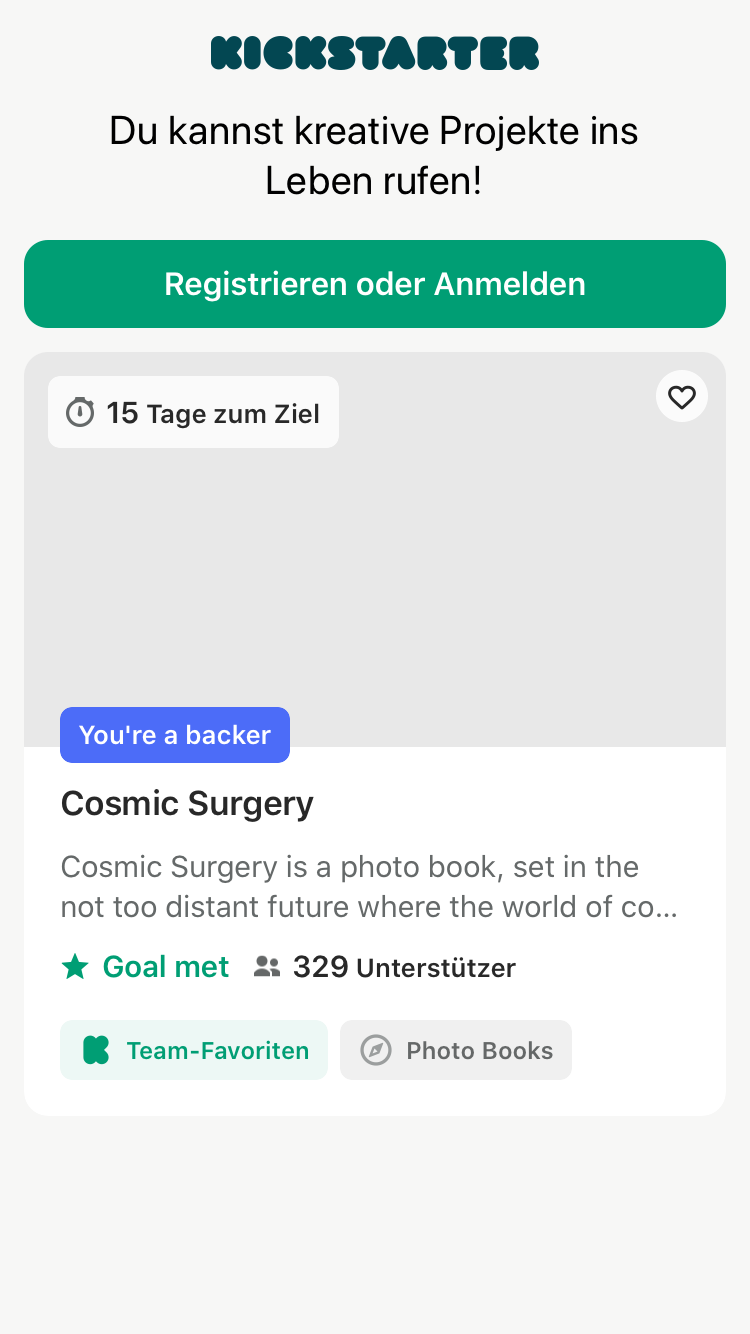 KICKSTARTER
Du kannst kreative Projekte ins
Leben rufen!
Registrieren oder Anmelden
15 Tage zum Ziel
You're a backer
Cosmic Surgery
Cosmic Surgery is a photo book, set in the
not too distant future where the world of co...
Goal met 329 Unterstützer
Team-Favoriten Photo Books